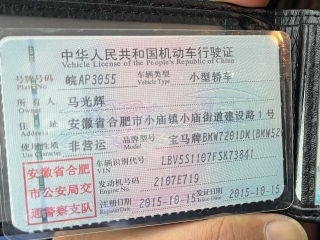 中华人民共和国机动车行驶证
Vehicle License of the People's Republic of China
号牌号码 皖AP3055 车辆类型 小型轿车
Plate No. Vehicle Type
所有人 马光辉
Owner
住址 安徽省合肥市小庙镇小庙街道建设路1号
Address
使用性质 非营运 品牌型号 宝马牌BMW7201DM(BMW52
Use Character Model
安徽省合肥市公安局交通警察支队
车辆识别代号 LBV5S1107FSK73841
VIN
发动机号码 2107E719
Engine No.
注册日期 2015-10-15 发证日期 2015-10-15
Register Date Issue Date